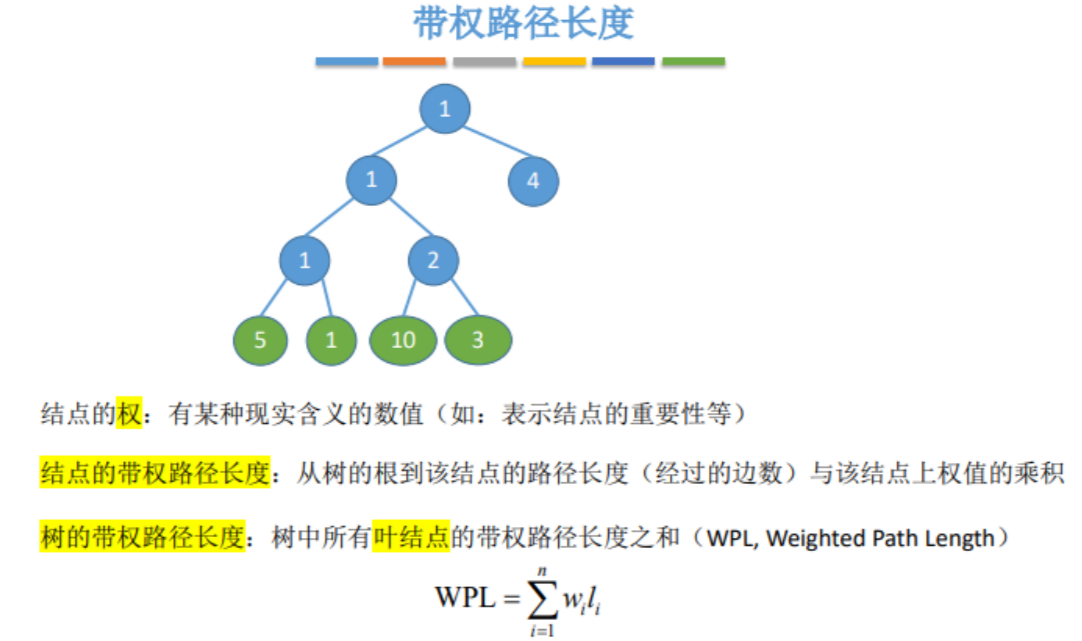 带权路径长度
1
1 4
1 2
5 1 10 3
结点的权：有某种现实含义的数值（如：表示结点的重要性等）
结点的带权路径长度：从树的根到该结点的路径长度（经过的边数）与该结点上权值的乘积
树的带权路径长度：树中所有叶结点的带权路径长度之和（WPL, Weighted Path Length）
WPL = ∑_{i=1}^{n} w_i l_i